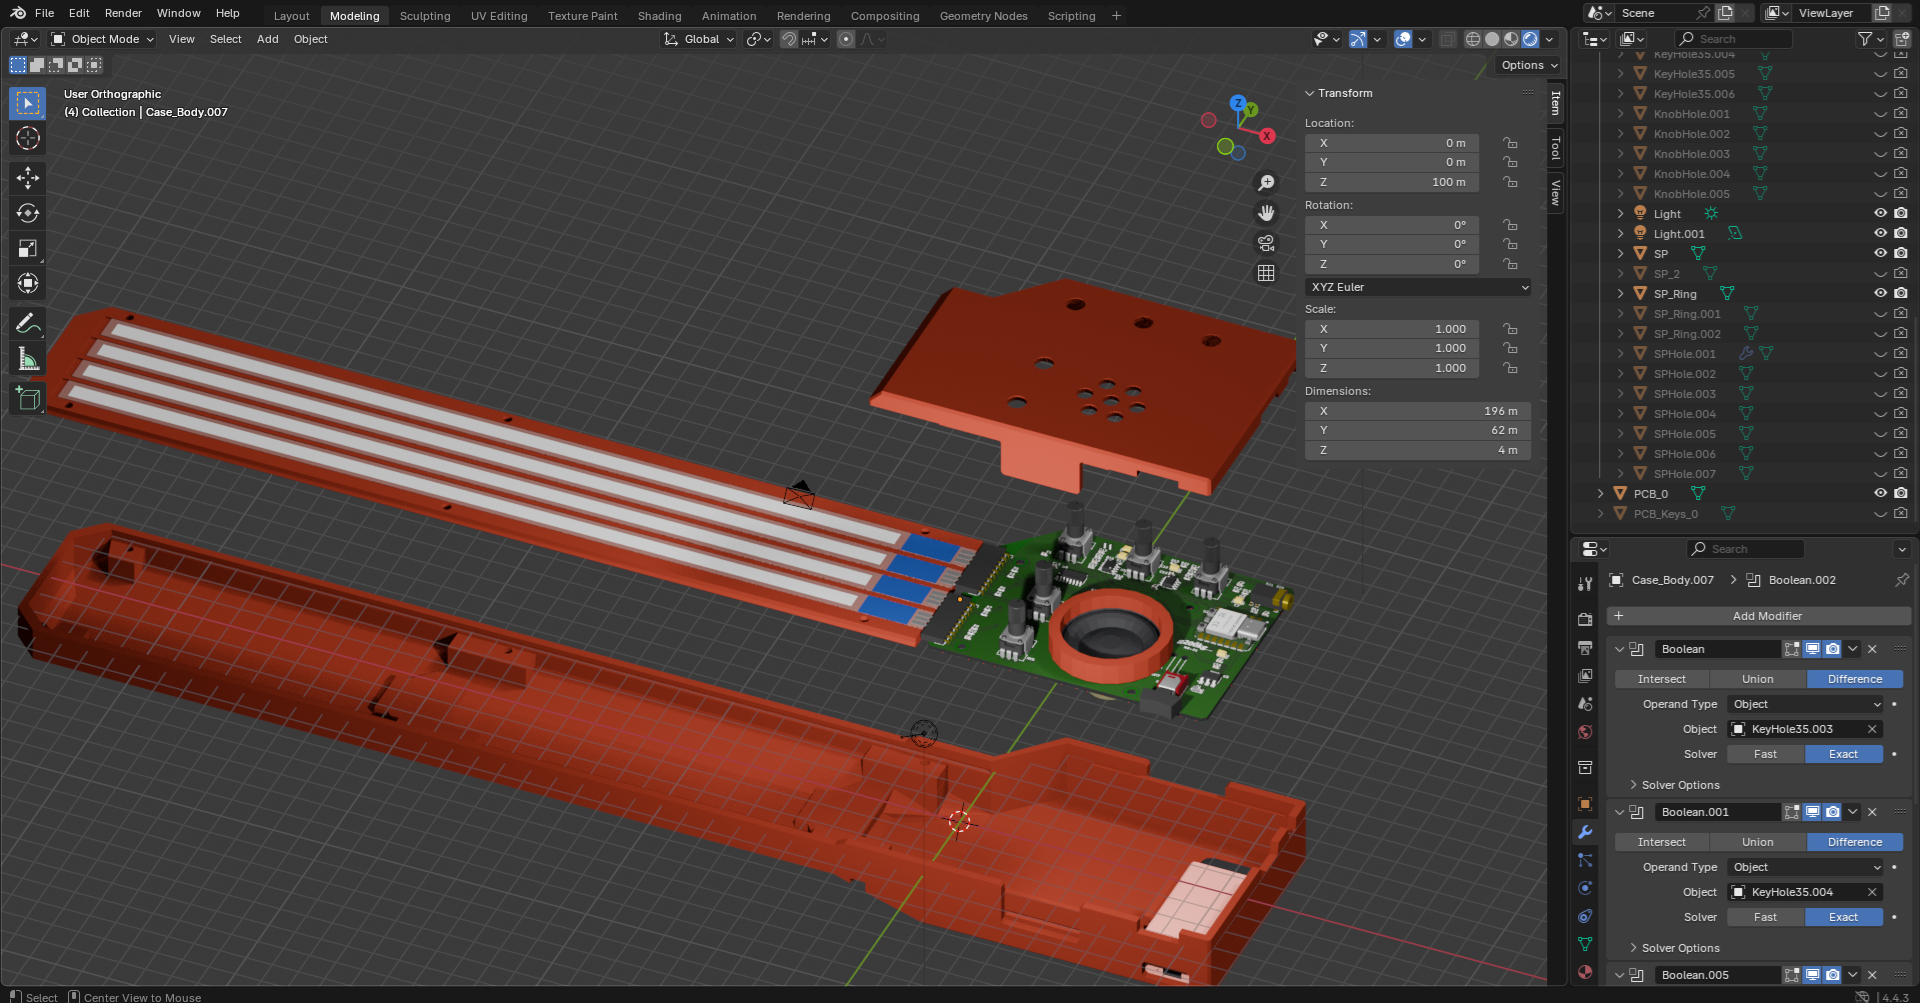 File Edit Render Window Help
Layout Modeling Sculpting UV Editing Texture Paint Shading Animation Rendering Compositing Geometry Nodes Scripting +
Scene
ViewLayer
Object Mode View Select Add Object
Global
Options
User Orthographic
(4) Collection | Case_Body.007
Z
Y
X
Transform
Location:
X 0 m
Y 0 m
Z 100 m
Rotation:
X 0°
Y 0°
Z 0°
XYZ Euler
Scale:
X 1.000
Y 1.000
Z 1.000
Dimensions:
X 196 m
Y 62 m
Z 4 m
Item
Tool
View
Search
KeyHole35.004
KeyHole35.005
KeyHole35.006
KnobHole.001
KnobHole.002
KnobHole.003
KnobHole.004
KnobHole.005
Light
Light.001
SP
SP_2
SP_Ring
SP_Ring.001
SP_Ring.002
SPHole.001
SPHole.002
SPHole.003
SPHole.004
SPHole.005
SPHole.006
SPHole.007
PCB_0
PCB_Keys_0
Search
Case_Body.007 Boolean.002
+ Add Modifier
Boolean
Intersect Union Difference
Operand Type Object
Object KeyHole35.003
Solver Fast Exact
Solver Options
Boolean.001
Intersect Union Difference
Operand Type Object
Object KeyHole35.004
Solver Fast Exact
Solver Options
Boolean.005
Select Center View to Mouse
4.4.3